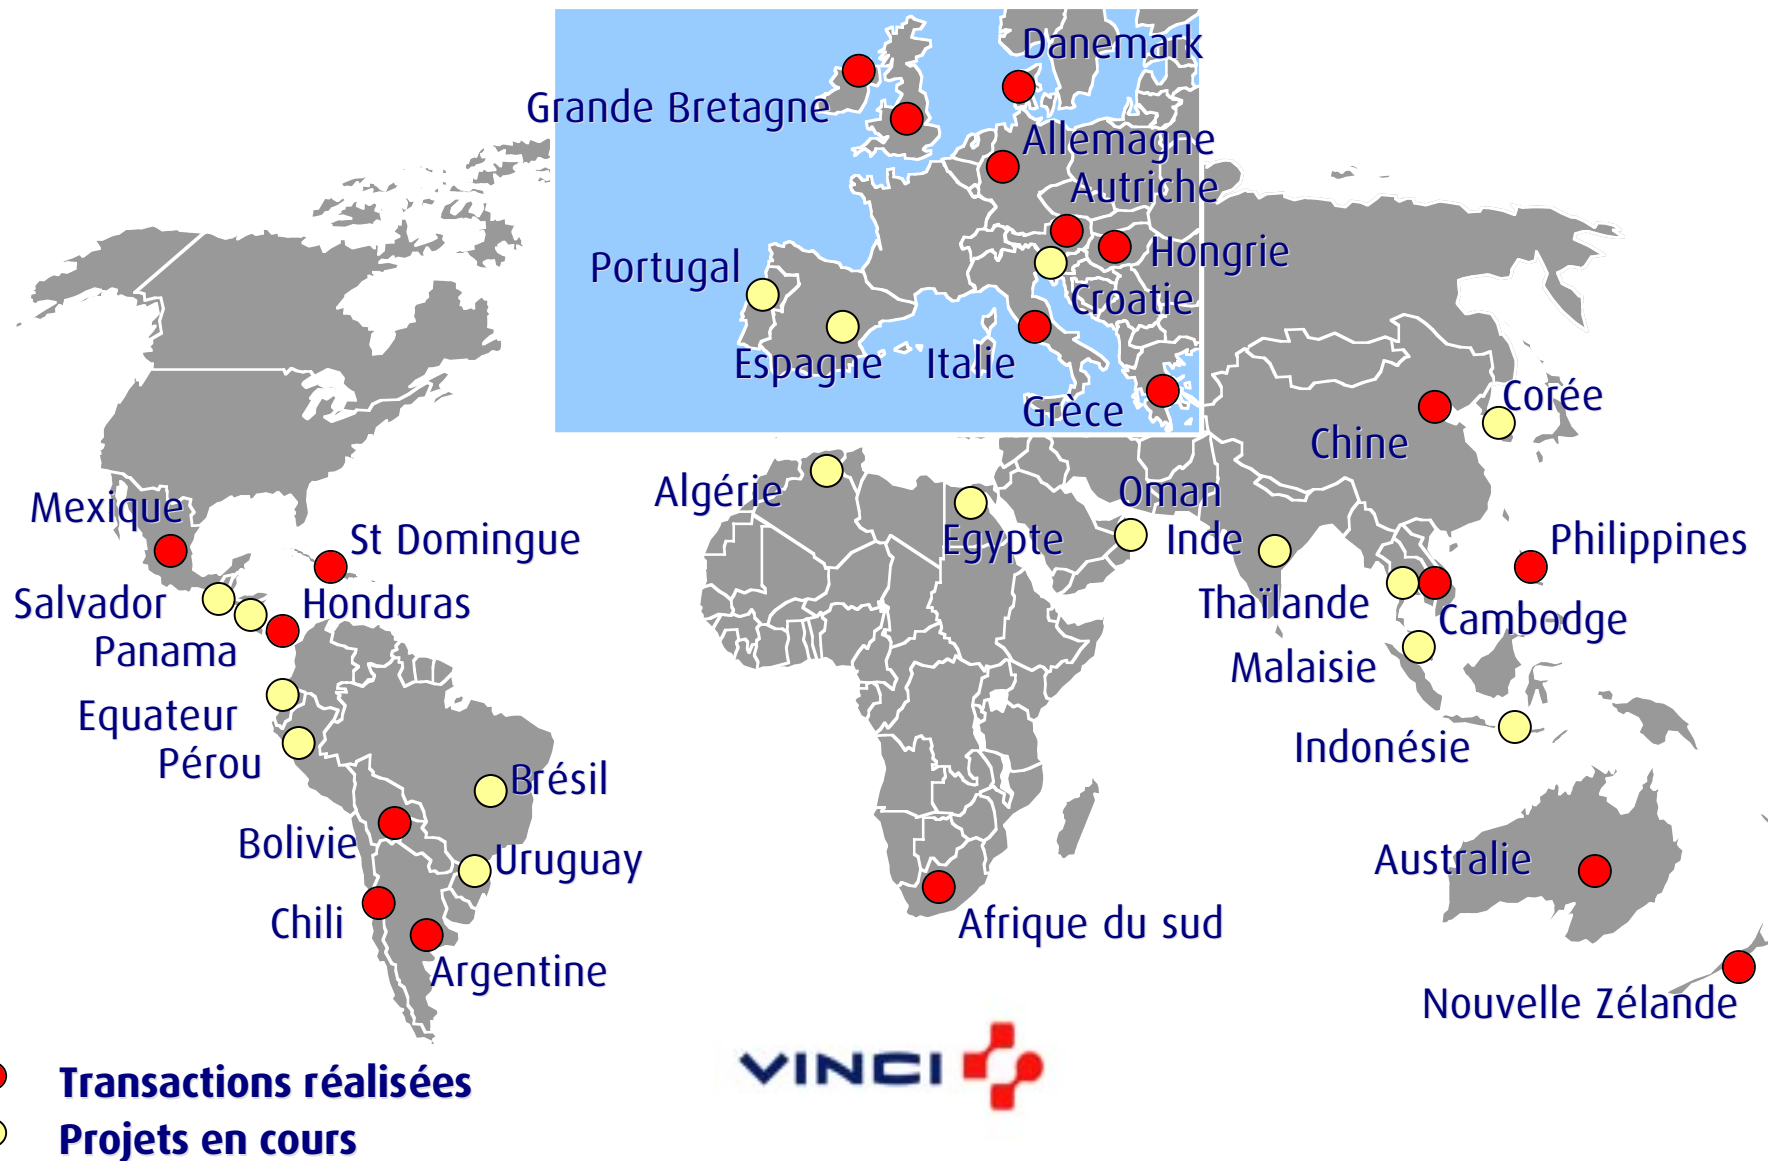 Danemark
Grande Bretagne
Allemagne
Autriche
Hongrie
Portugal
Croatie
Espagne
Italie
Grèce
Corée
Chine
Algérie
Oman
Mexique
Egypte
Inde
St Domingue
Philippines
Salvador
Honduras
Thaïlande
Cambodge
Panama
Malaisie
Equateur
Indonésie
Pérou
Brésil
Bolivie
Uruguay
Australie
Chili
Afrique du sud
Argentine
Nouvelle Zélande
VINCI
Transactions réalisées
Projets en cours